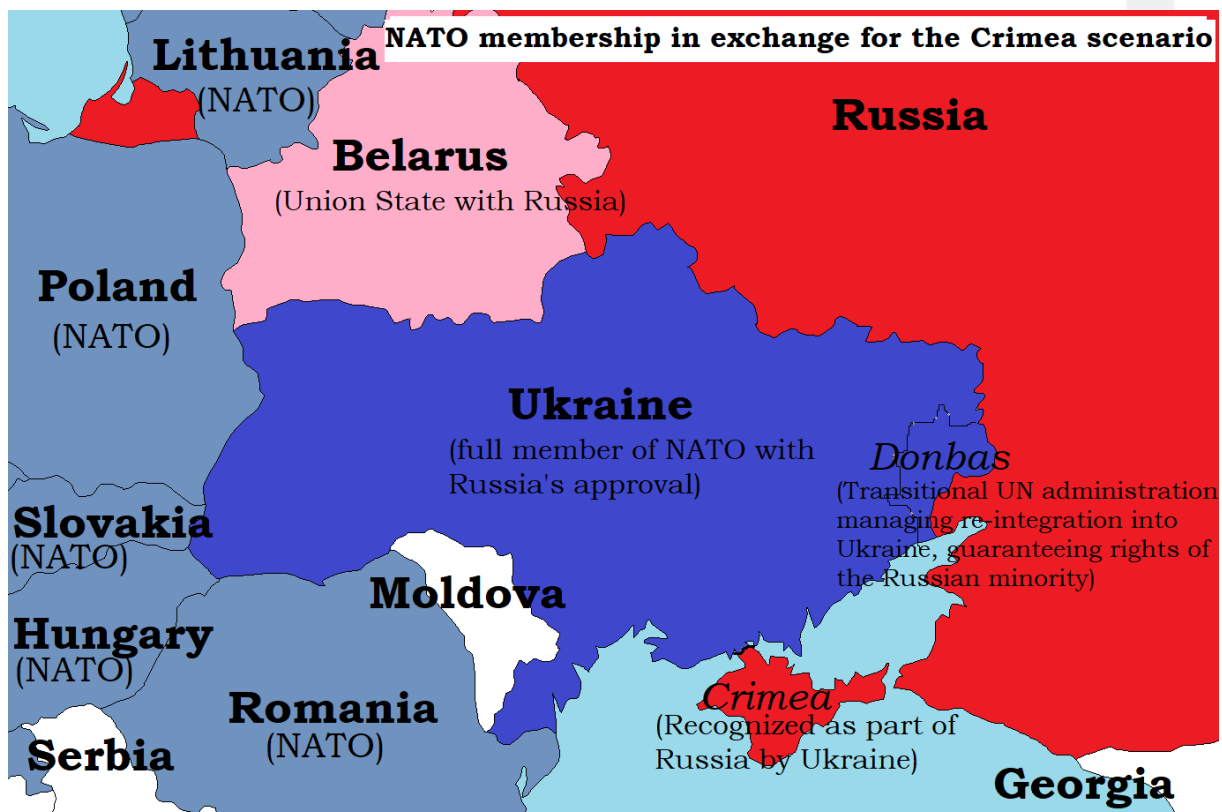 NATO membership in exchange for the Crimea scenario
Lithuania
(NATO)
Russia
Belarus
(Union State with Russia)
Poland
(NATO)
Ukraine
(full member of NATO with
Russia's approval)
Donbas
(Transitional UN administration
managing re-integration into
Ukraine, guaranteeing rights of
the Russian minority)
Slovakia
(NATO)
Moldova
Hungary
(NATO)
Romania
(NATO)
Crimea
(Recognized as part of
Russia by Ukraine)
Serbia
Georgia